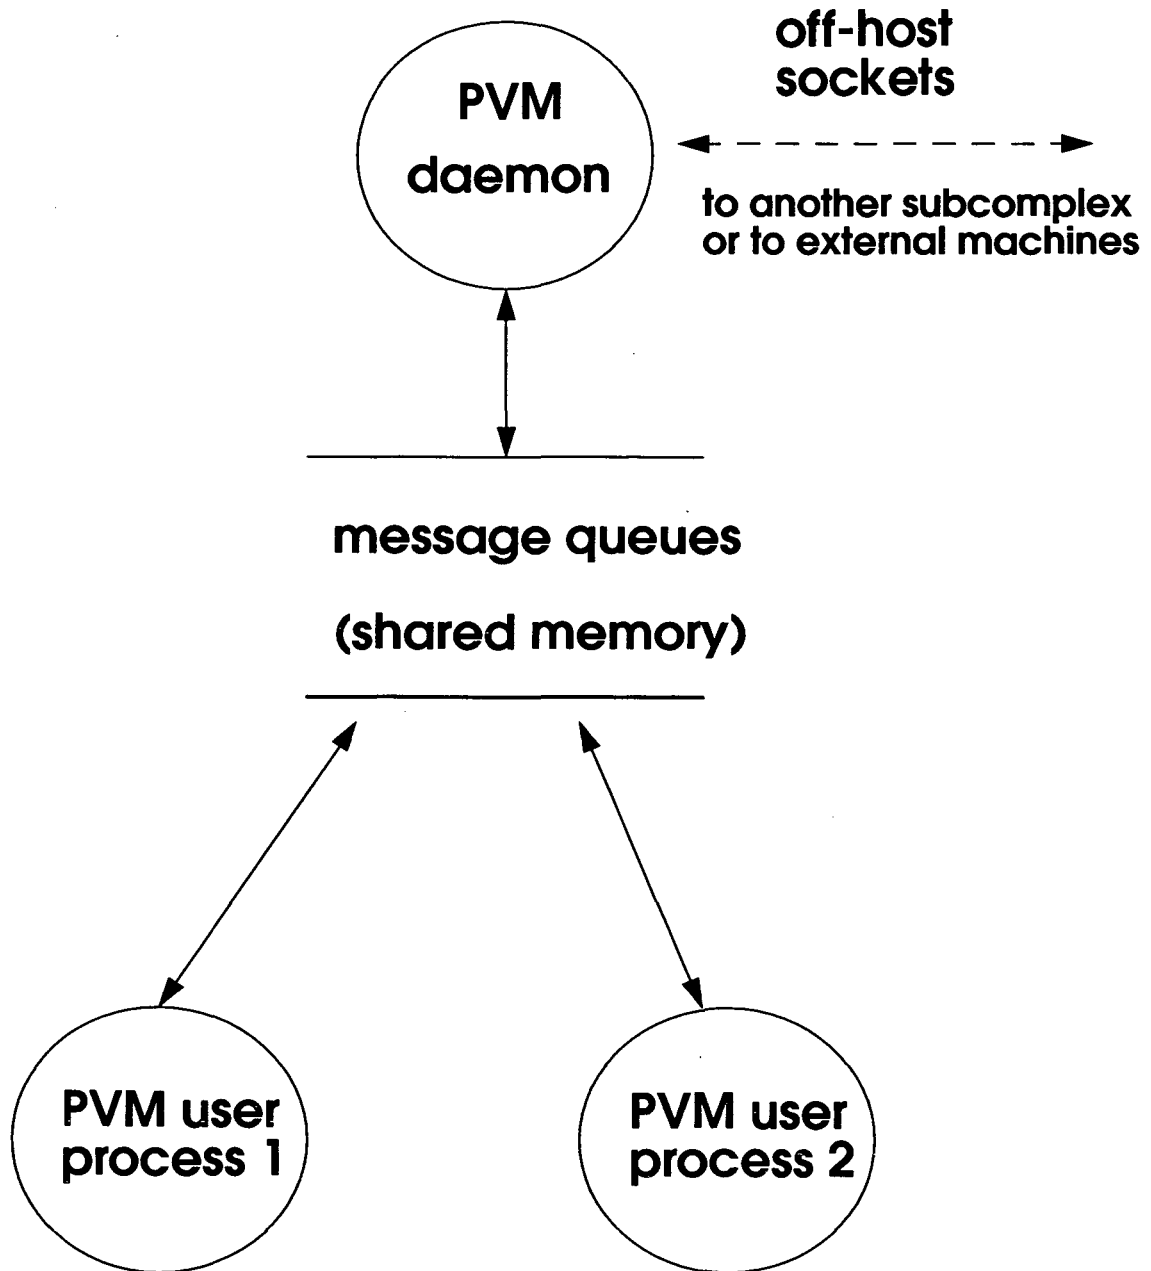 PVM
daemon
off-host
sockets
to another subcomplex
or to external machines
message queues
(shared memory)
PVM user
process 1
PVM user
process 2